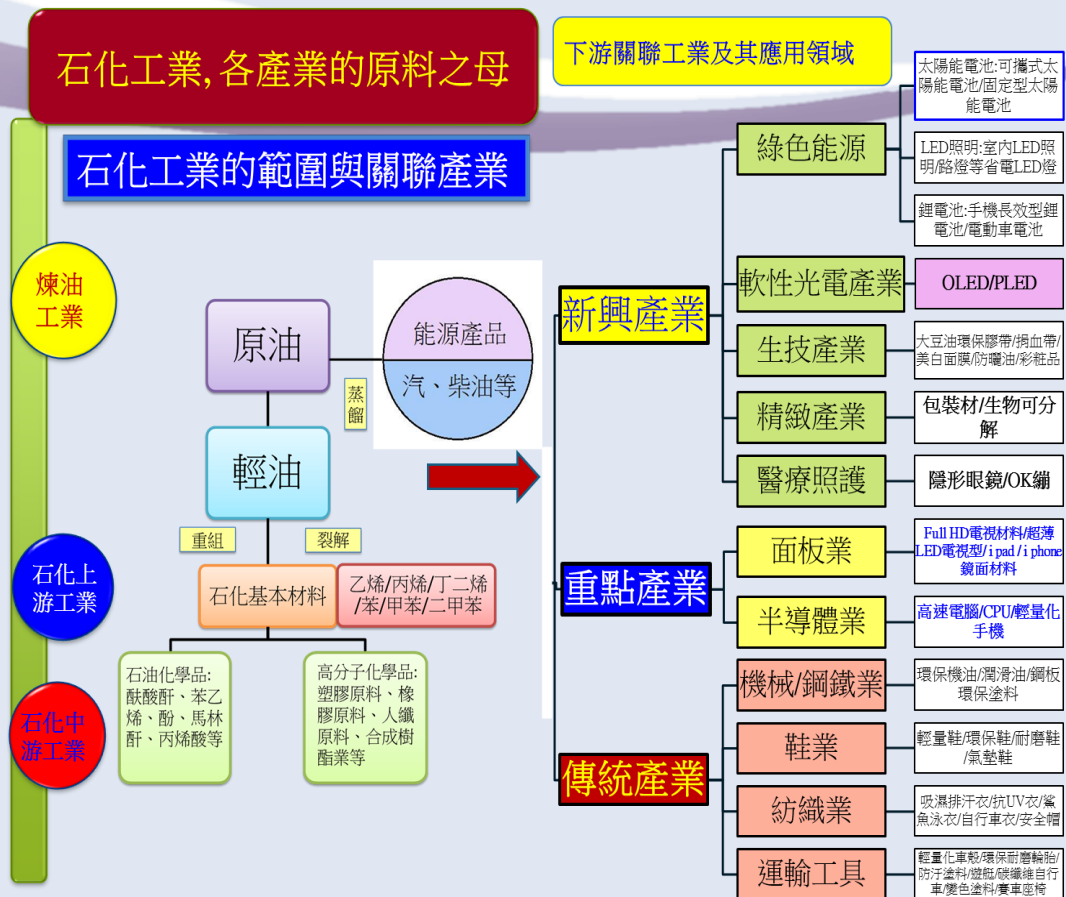 石化工業, 各產業的原料之母
石化工業的範圍與關聯產業
煉油
工業
石化上
游工業
石化中
游工業
原油
蒸
餾
能源產品
汽、柴油等
輕油
重組
裂解
石化基本材料
乙烯/丙烯/丁二烯
/苯/甲苯/二甲苯
石油化學品:
酞酸酐、苯乙
烯、酚、馬林
酐、丙烯酸等
高分子化學品:
塑膠原料、橡
膠原料、人纖
原料、合成樹
酯業等
下游關聯工業及其應用領域
新興產業
綠色能源
太陽能電池:可攜式太
陽能電池/固定型太陽
能電池
LED照明:室內LED照
明/路燈等省電LED燈
鋰電池:手機長效型鋰
電池/電動車電池
軟性光電產業
OLED/PLED
生技產業
大豆油環保膠帶/捐血帶/
美白面膜/防曬油/彩粧品
精緻產業
包裝材/生物可分
解
醫療照護
隱形眼鏡/OK繃
重點產業
面板業
Full HD電視材料/超薄
LED電視型/i pad / i phone
鏡面材料
半導體業
高速電腦/CPU/輕量化
手機
傳統產業
機械/鋼鐵業
環保機油/潤滑油/鋼板
環保塗料
鞋業
輕量鞋/環保鞋/耐磨鞋
/氣墊鞋
紡織業
吸濕排汗衣/抗UV衣/鯊
魚泳衣/自行車衣/安全帽
運輸工具
輕量化車殼/環保耐磨輪胎/
防汙塗料/遊艇/碳纖維自行
車/變色塗料/賽車座椅